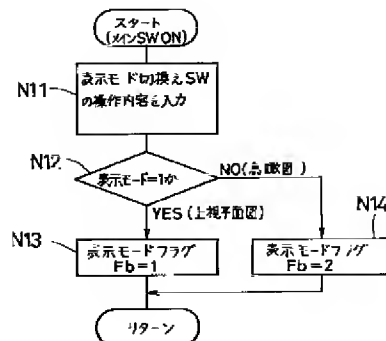 スタート
(メインSW ON)
N11
表示モード切換えSW
の操作内容を入力
N12
表示モード=1か
NO(鳥瞰図)
YES(上視平面図)
N13
表示モードフラグ
Fb=1
N14
表示モードフラグ
Fb=2
リターン